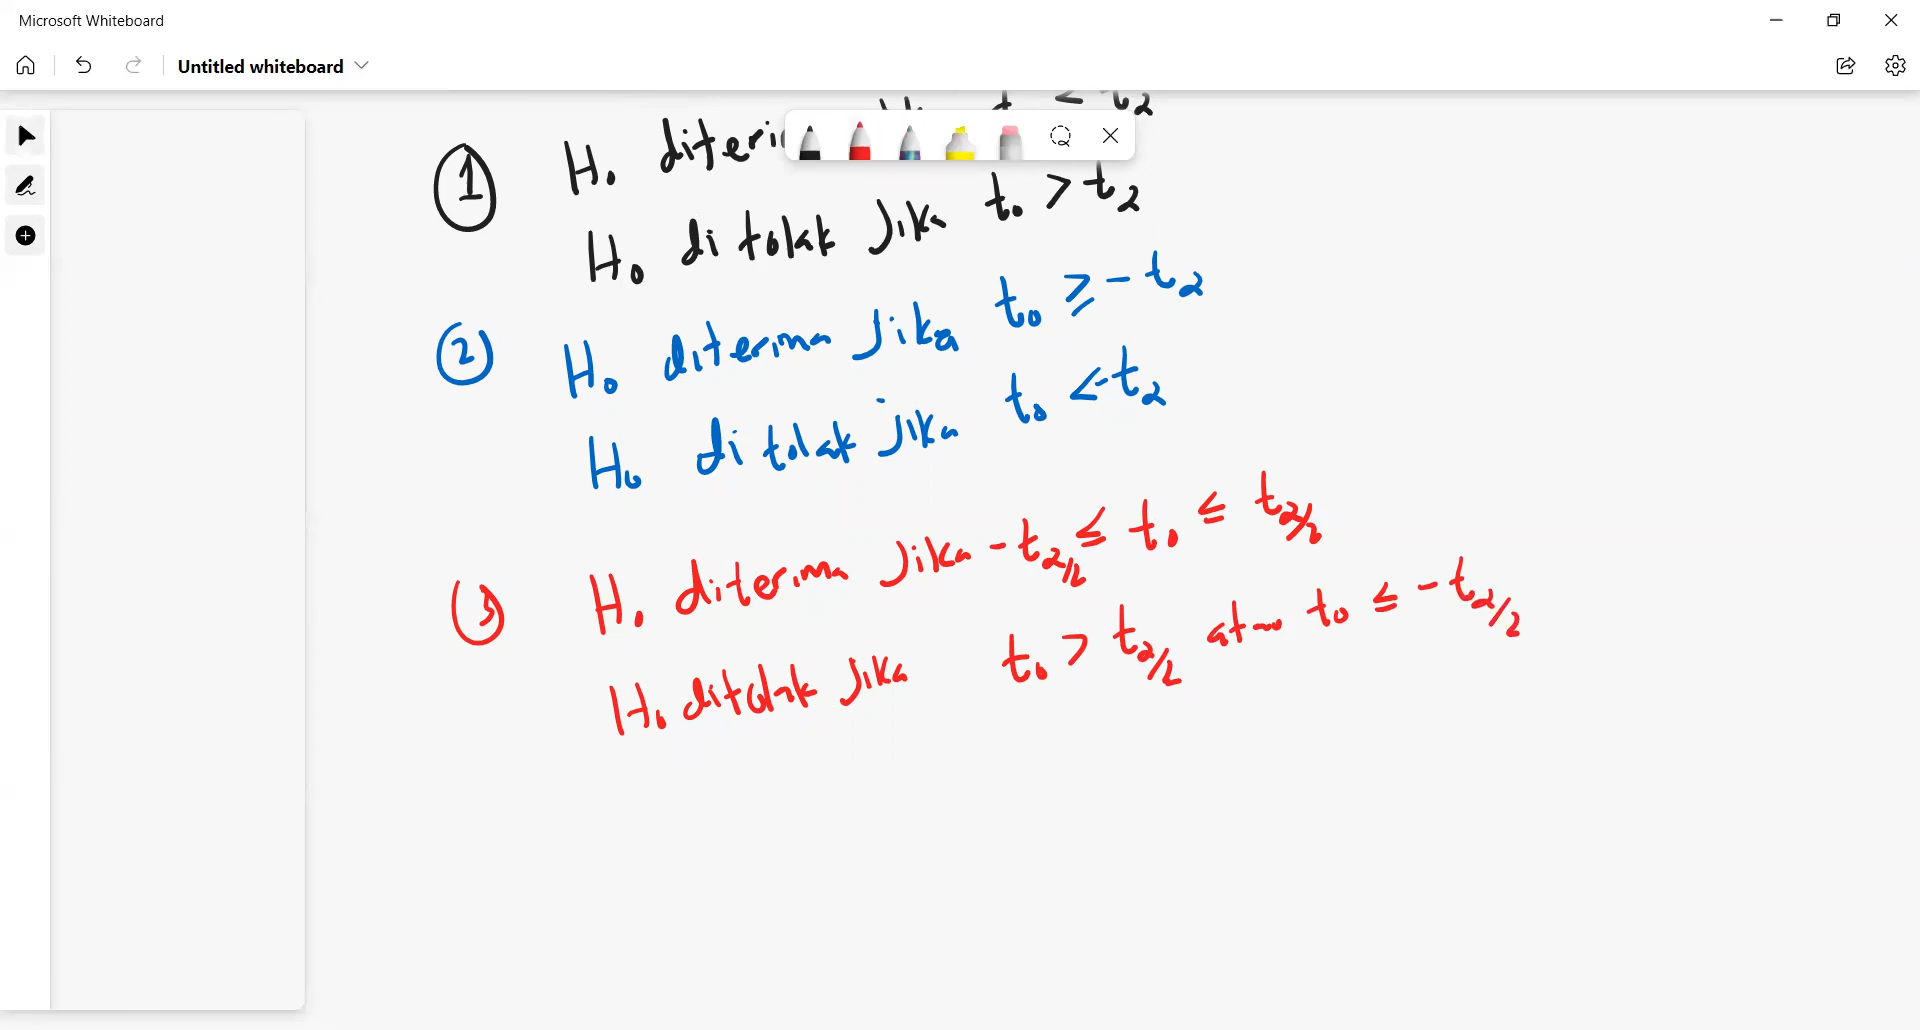 Microsoft Whiteboard
Untitled whiteboard
① H₀ diteri ≤ t₂
H₀ di tolak Jika t₀ > t₂
② H₀ diterima Jika t₀ ≥ - t₂
H₀ di tolak jika t₀ < - t₂
③ H₀ diterima Jika - t₂/₂ ≤ t₀ ≤ t₂/₂
H₀ ditolak jika t₀ > t₂/₂ atau t₀ ≤ - t₂/₂